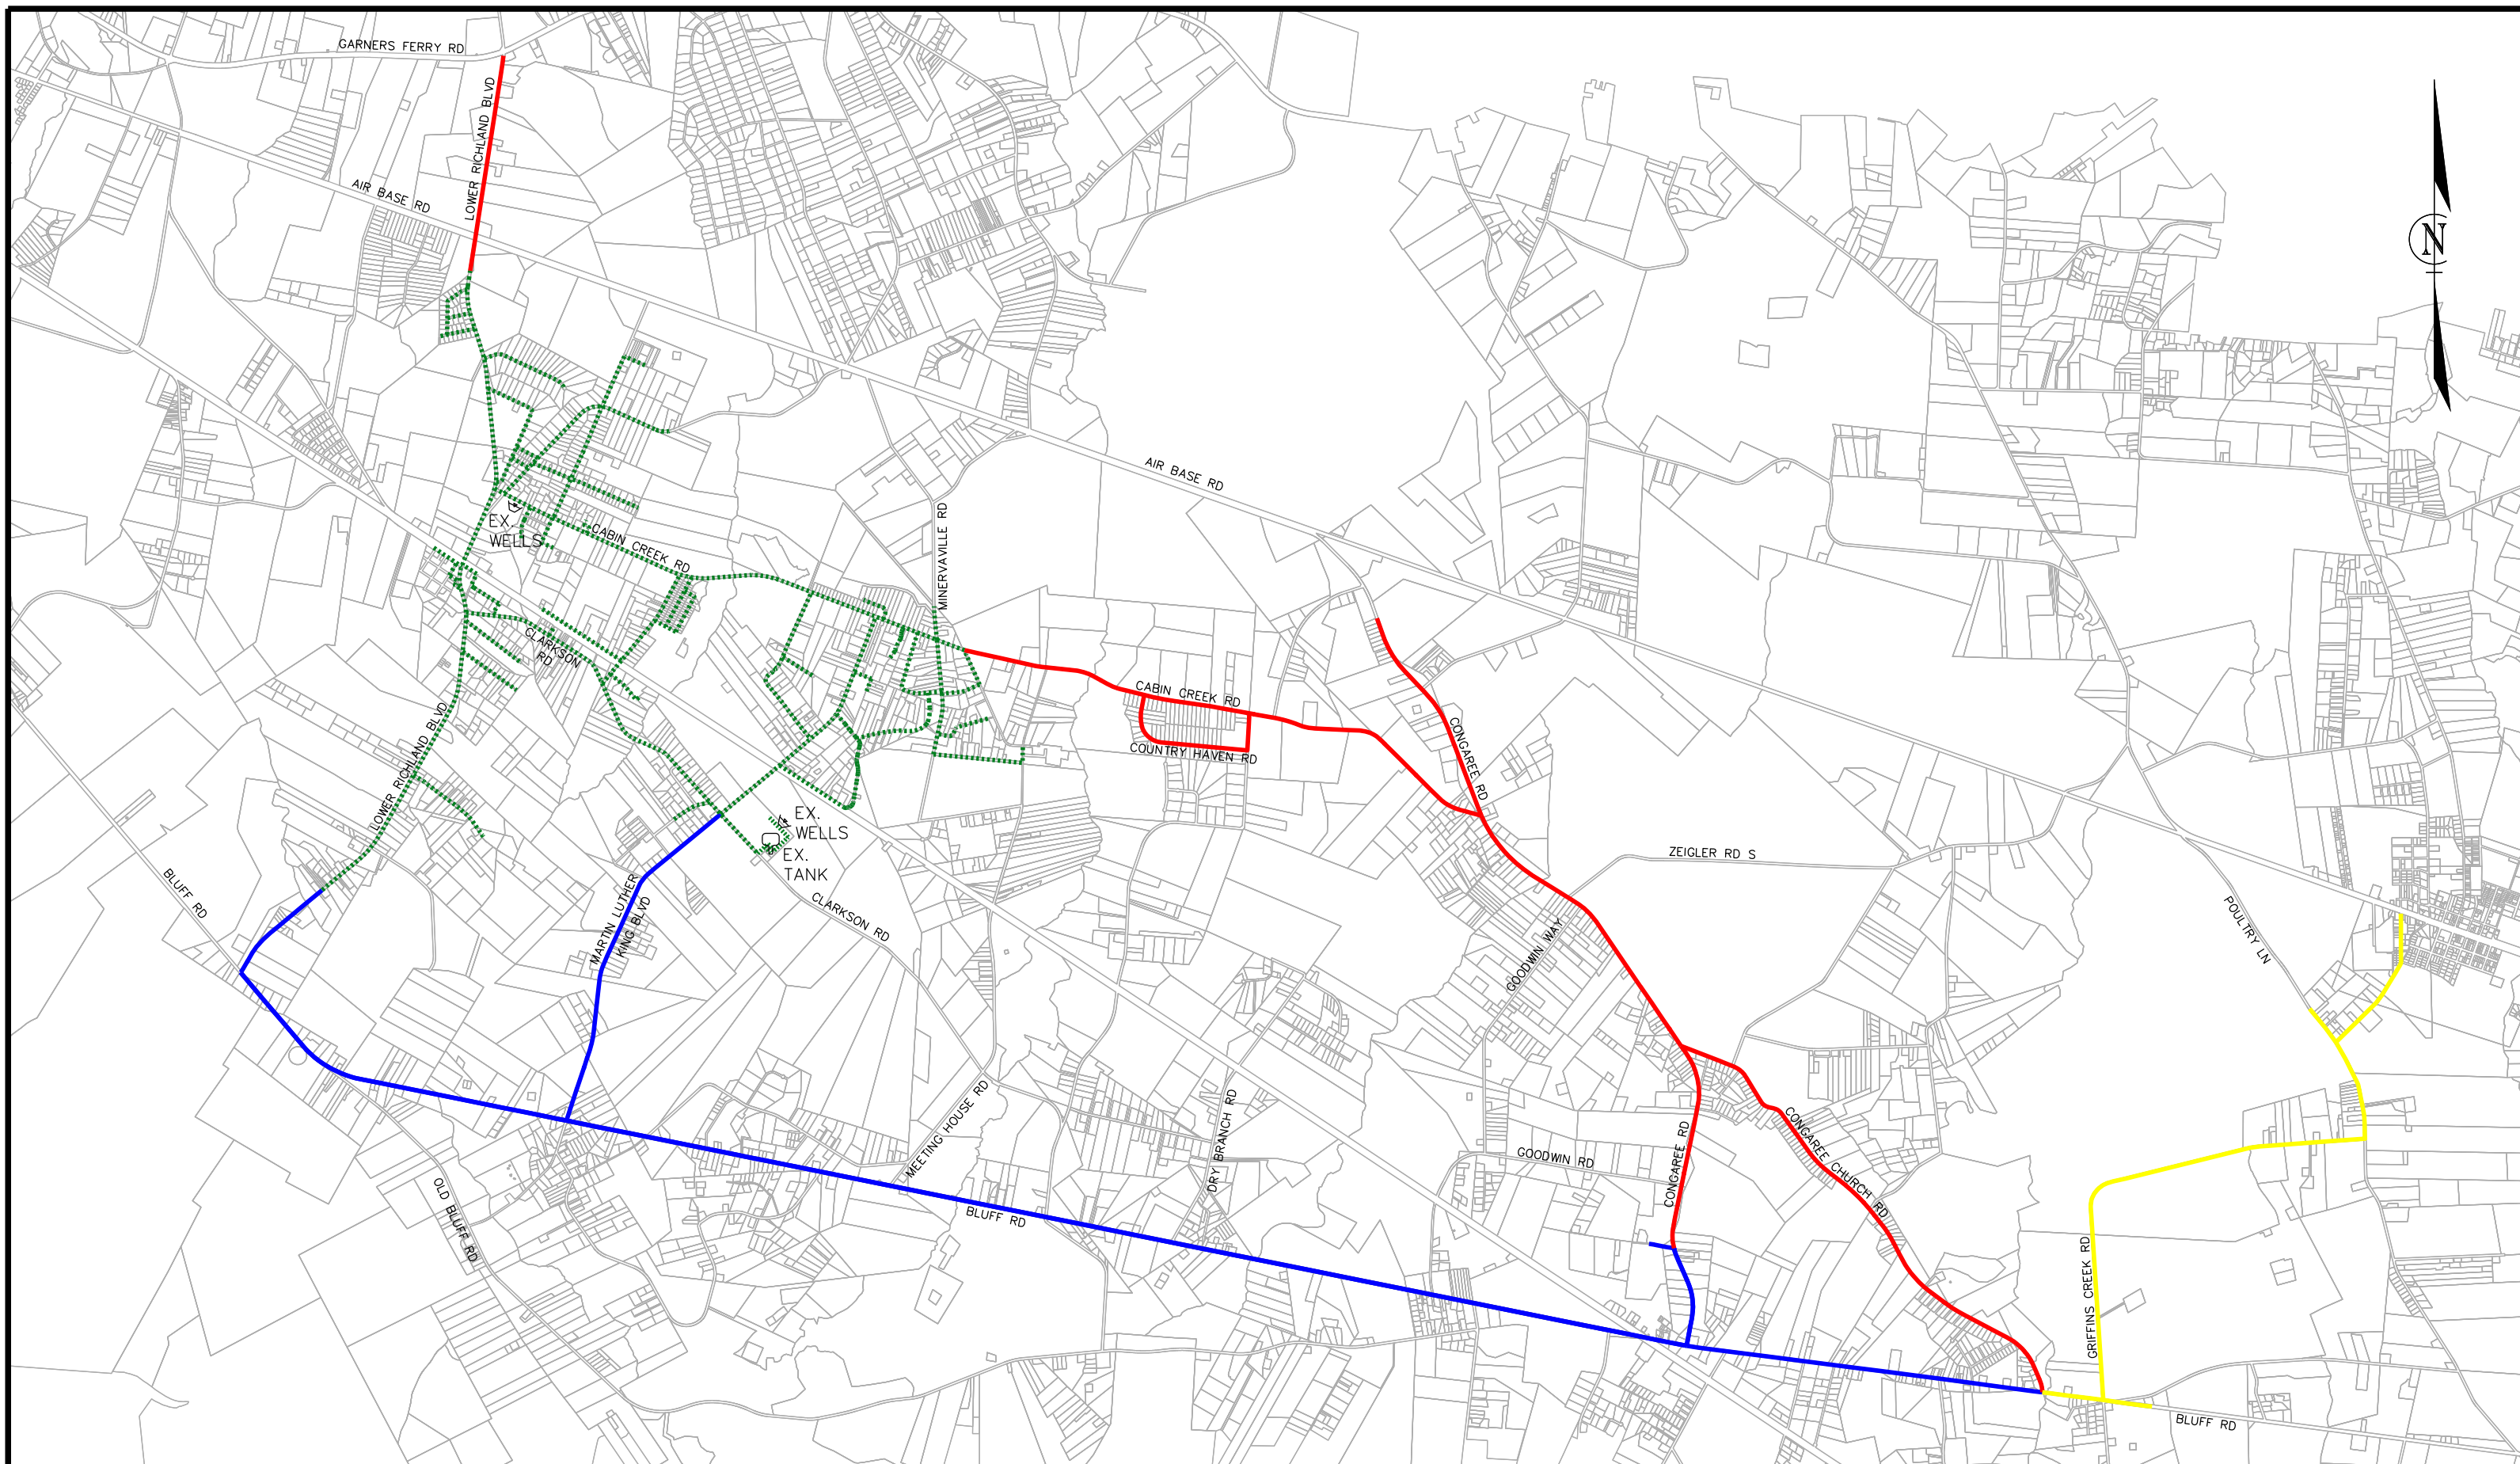 GARNERS FERRY RD
LOWER RICHLAND BLVD
AIR BASE RD
N
AIR BASE RD
MINERVAVILLE RD
EX.
WELLS
CABIN CREEK RD
CLARKSON
RD
CABIN CREEK RD
COUNTRY HAVEN RD
CONGAREE RD
LOWER RICHLAND BLVD
EX.
WELLS
EX.
TANK
ZEIGLER RD S
BLUFF RD
MARTIN LUTHER
KING BLVD
CLARKSON RD
GOODWIN WAY
POULTRY LN
MEETING HOUSE RD
DRY BRANCH RD
GOODWIN RD
CONGAREE RD
CONGAREE CHURCH RD
OLD BLUFF RD
BLUFF RD
GRIFFINS CREEK RD
BLUFF RD